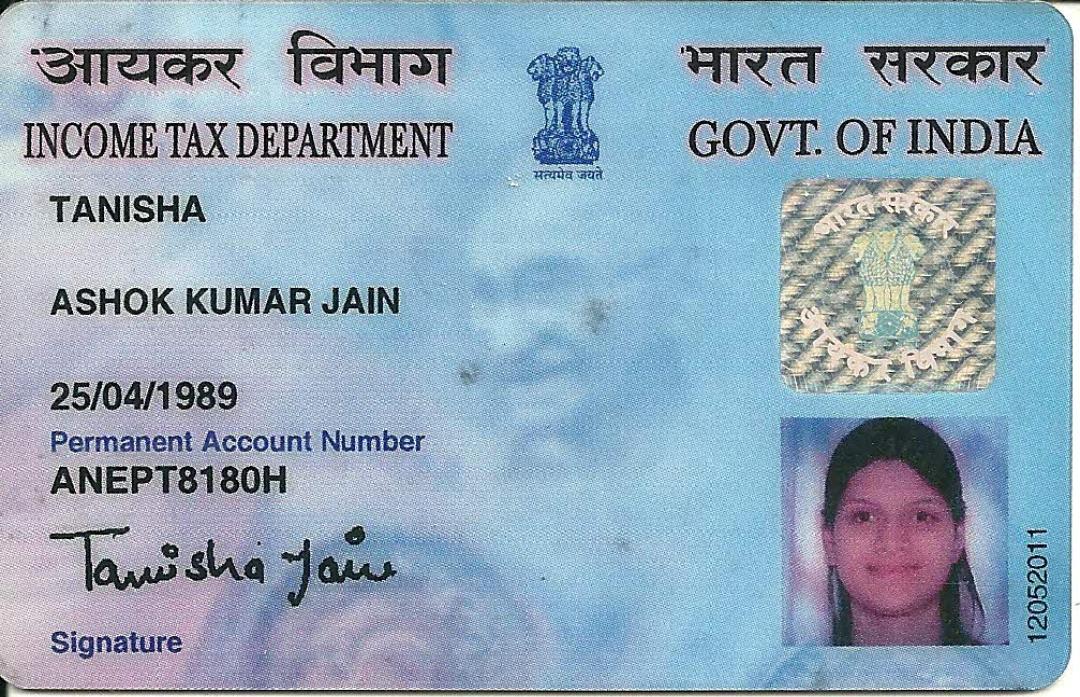 आयकर विभाग
भारत सरकार
INCOME TAX DEPARTMENT
GOVT. OF INDIA
सत्यमेव जयते
TANISHA
ASHOK KUMAR JAIN
25/04/1989
Permanent Account Number
ANEPT8180H
Tanisha Jain
Signature
भारत सरकार
आयकर विभाग
12052011